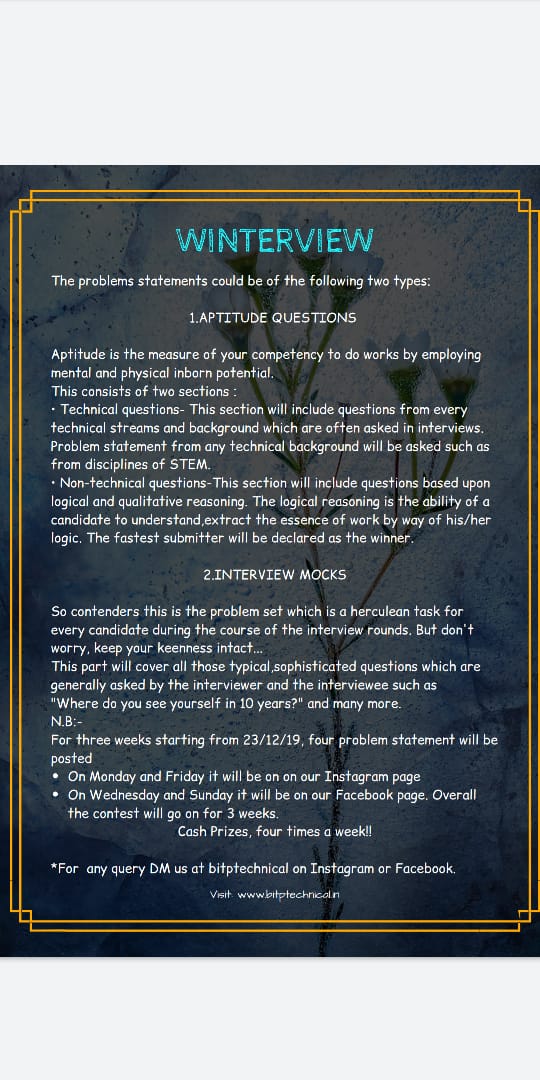 WINTERVIEW
The problems statements could be of the following two types:
1.APTITUDE QUESTIONS
Aptitude is the measure of your competency to do works by employing
mental and physical inborn potential.
This consists of two sections :
• Technical questions- This section will include questions from every
technical streams and background which are often asked in interviews.
Problem statement from any technical background will be asked such as
from disciplines of STEM.
• Non-technical questions-This section will include questions based upon
logical and qualitative reasoning. The logical reasoning is the ability of a
candidate to understand,extract the essence of work by way of his/her
logic. The fastest submitter will be declared as the winner.
2.INTERVIEW MOCKS
So contenders this is the problem set which is a herculean task for
every candidate during the course of the interview rounds. But don't
worry, keep your keenness intact...
This part will cover all those typical,sophisticated questions which are
generally asked by the interviewer and the interviewee such as
"Where do you see yourself in 10 years?" and many more.
N.B:-
For three weeks starting from 23/12/19, four problem statement will be
posted
• On Monday and Friday it will be on on our Instagram page
• On Wednesday and Sunday it will be on our Facebook page. Overall
the contest will go on for 3 weeks.
Cash Prizes, four times a week!!
*For any query DM us at bitptechnical on Instagram or Facebook.
Visit: www.bitptechnical.in